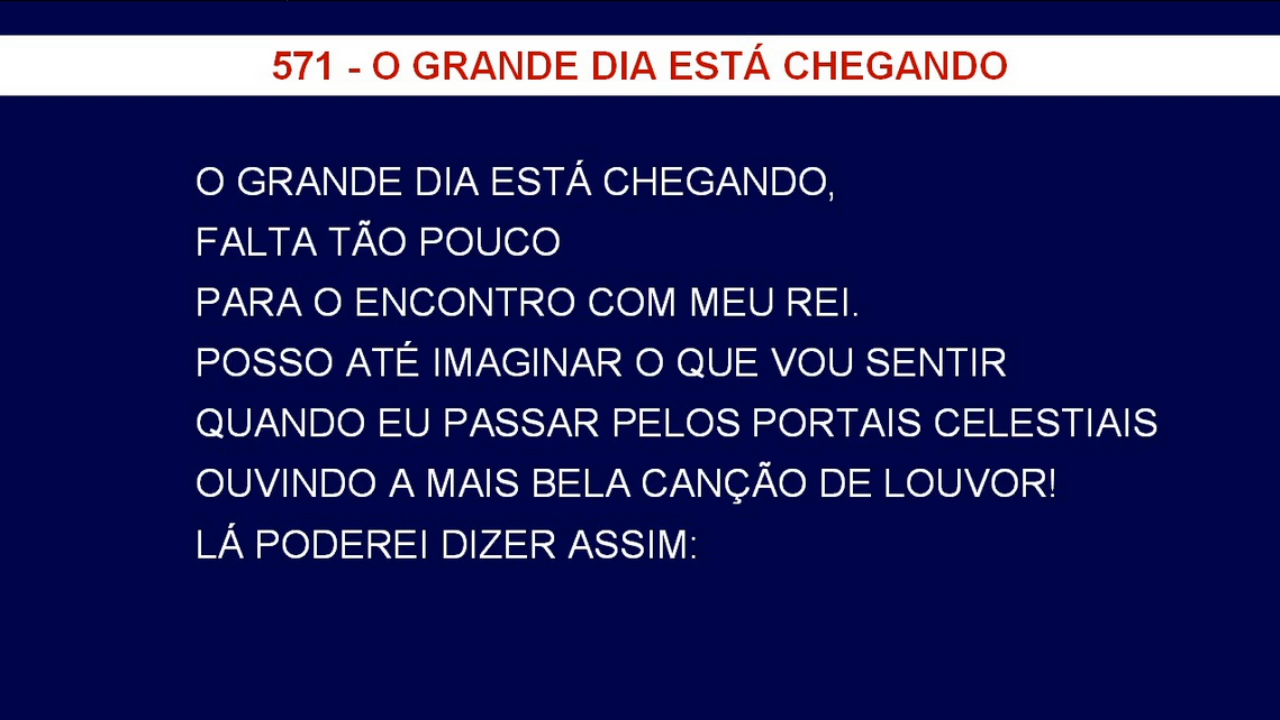 571 - O GRANDE DIA ESTÁ CHEGANDO
O GRANDE DIA ESTÁ CHEGANDO,
FALTA TÃO POUCO
PARA O ENCONTRO COM MEU REI.
POSSO ATÉ IMAGINAR O QUE VOU SENTIR
QUANDO EU PASSAR PELOS PORTAIS CELESTIAIS
OUVINDO A MAIS BELA CANÇÃO DE LOUVOR!
LÁ PODEREI DIZER ASSIM: